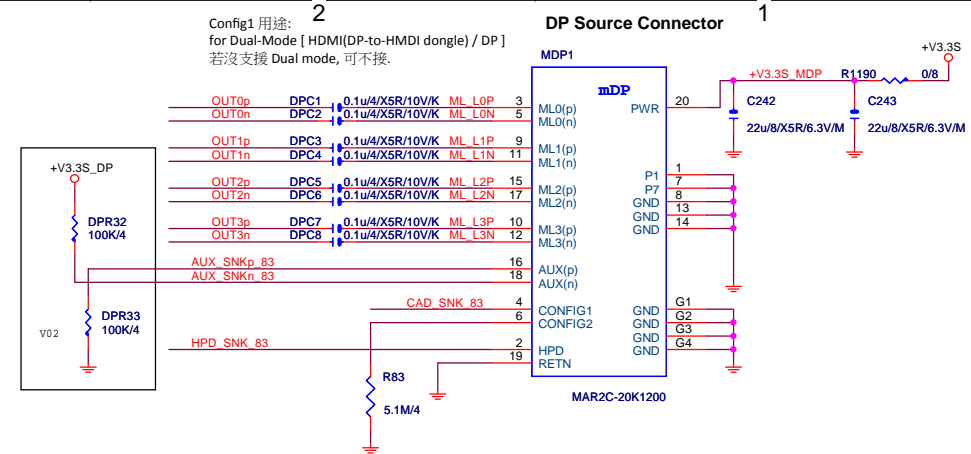 2
1
Config1 用途:
for Dual-Mode [ HDMI(DP-to-HMDI dongle) / DP ]
若沒支援 Dual mode, 可不接.
DP Source Connector
MDP1
mDP
+V3.3S
+V3.3S_MDP
R1190
0/8
C242
22u/8/X5R/6.3V/M
C243
22u/8/X5R/6.3V/M
OUT0p DPC1 0.1u/4/X5R/10V/K ML_L0P 3 ML0(p)
OUT0n DPC2 0.1u/4/X5R/10V/K ML_L0N 5 ML0(n)
OUT1p DPC3 0.1u/4/X5R/10V/K ML_L1P 9 ML1(p)
OUT1n DPC4 0.1u/4/X5R/10V/K ML_L1N 11 ML1(n)
OUT2p DPC5 0.1u/4/X5R/10V/K ML_L2P 15 ML2(p)
OUT2n DPC6 0.1u/4/X5R/10V/K ML_L2N 17 ML2(n)
OUT3p DPC7 0.1u/4/X5R/10V/K ML_L3P 10 ML3(p)
OUT3n DPC8 0.1u/4/X5R/10V/K ML_L3N 12 ML3(n)
AUX_SNKp_83 16 AUX(p)
AUX_SNKn_83 18 AUX(n)
CAD_SNK_83 4 CONFIG1
6 CONFIG2
HPD_SNK_83 2 HPD
19 RETN
PWR 20
P1 1
P7 7
GND 8
GND 13
GND 14
GND G1
GND G2
GND G3
GND G4
MAR2C-20K1200
+V3.3S_DP
DPR32
100K/4
DPR33
100K/4
V02
R83
5.1M/4